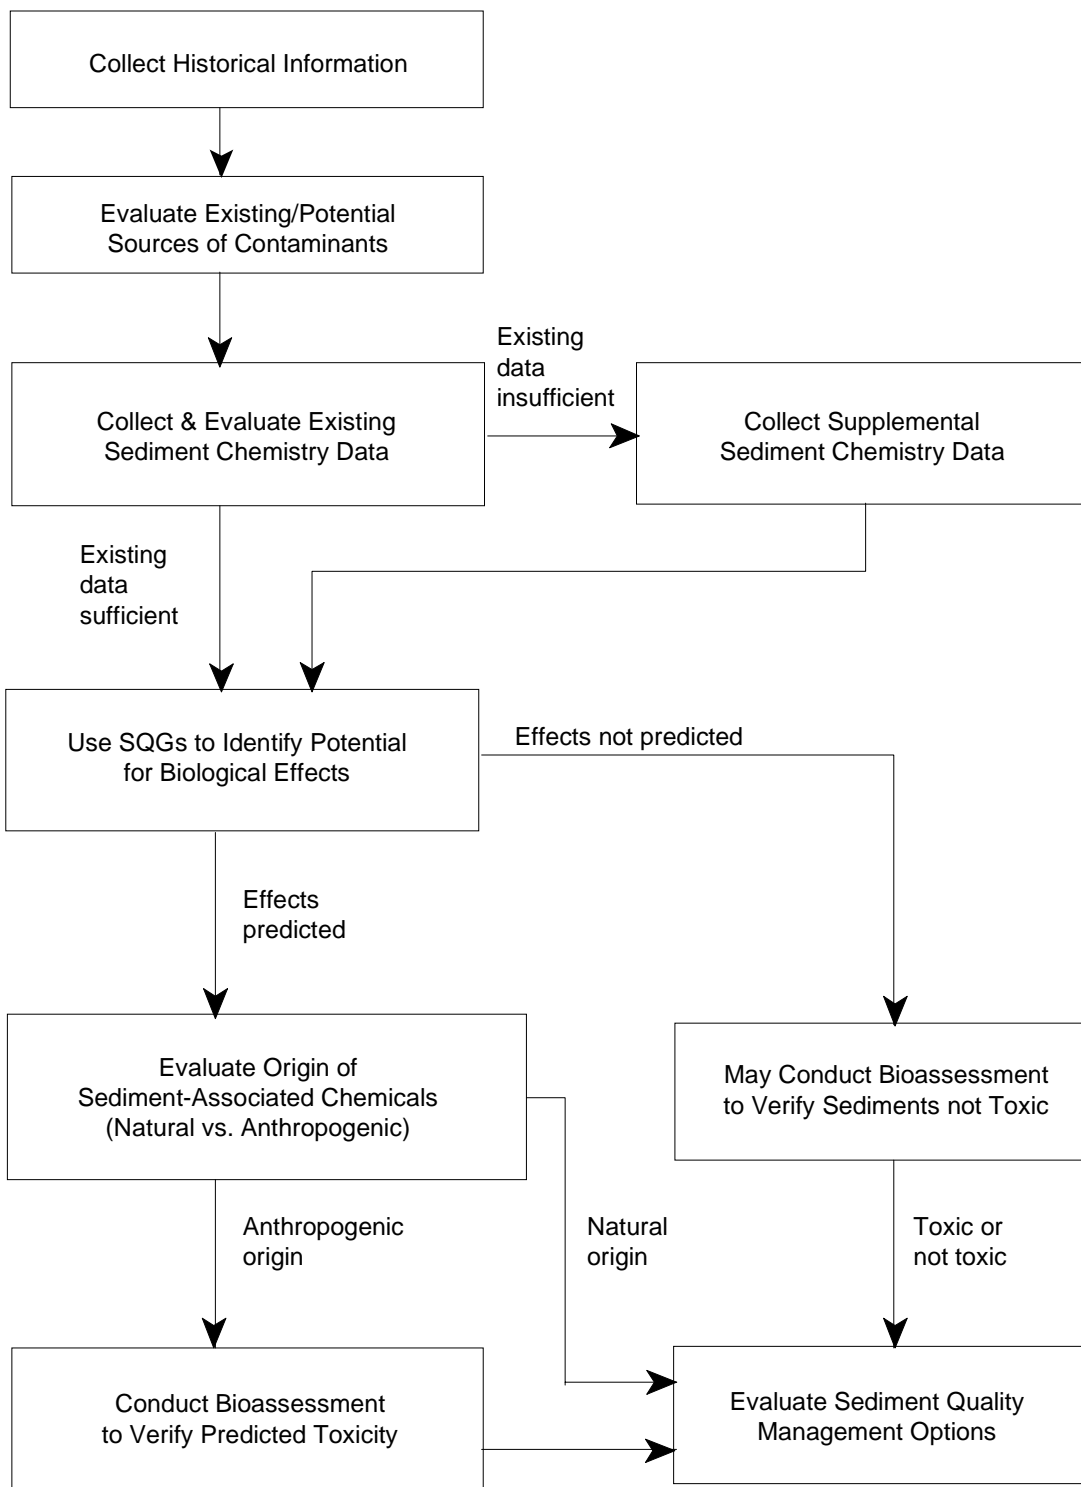 Collect Historical Information
Evaluate Existing/Potential
Sources of Contaminants
Existing
data
insufficient
Collect & Evaluate Existing
Sediment Chemistry Data
Collect Supplemental
Sediment Chemistry Data
Existing
data
sufficient
Use SQGs to Identify Potential
for Biological Effects
Effects not predicted
Effects
predicted
Evaluate Origin of
Sediment-Associated Chemicals
(Natural vs. Anthropogenic)
May Conduct Bioassessment
to Verify Sediments not Toxic
Anthropogenic
origin
Natural
origin
Toxic or
not toxic
Conduct Bioassessment
to Verify Predicted Toxicity
Evaluate Sediment Quality
Management Options